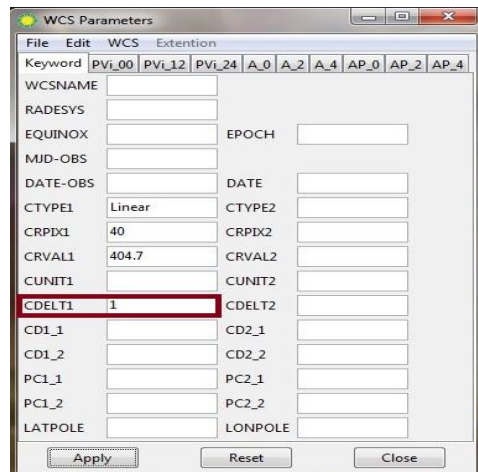 WCS Parameters
File Edit WCS Extention
Keyword PVi_00 PVi_12 PVi_24 A_0 A_2 A_4 AP_0 AP_2 AP_4
WCSNAME
RADESYS
EQUINOX EPOCH
MJD-OBS
DATE-OBS DATE
CTYPE1 Linear CTYPE2
CRPIX1 40 CRPIX2
CRVAL1 404.7 CRVAL2
CUNIT1 CUNIT2
CDELT1 1 CDELT2
CD1_1 CD2_1
CD1_2 CD2_2
PC1_1 PC2_1
PC1_2 PC2_2
LATPOLE LONPOLE
Apply Reset Close